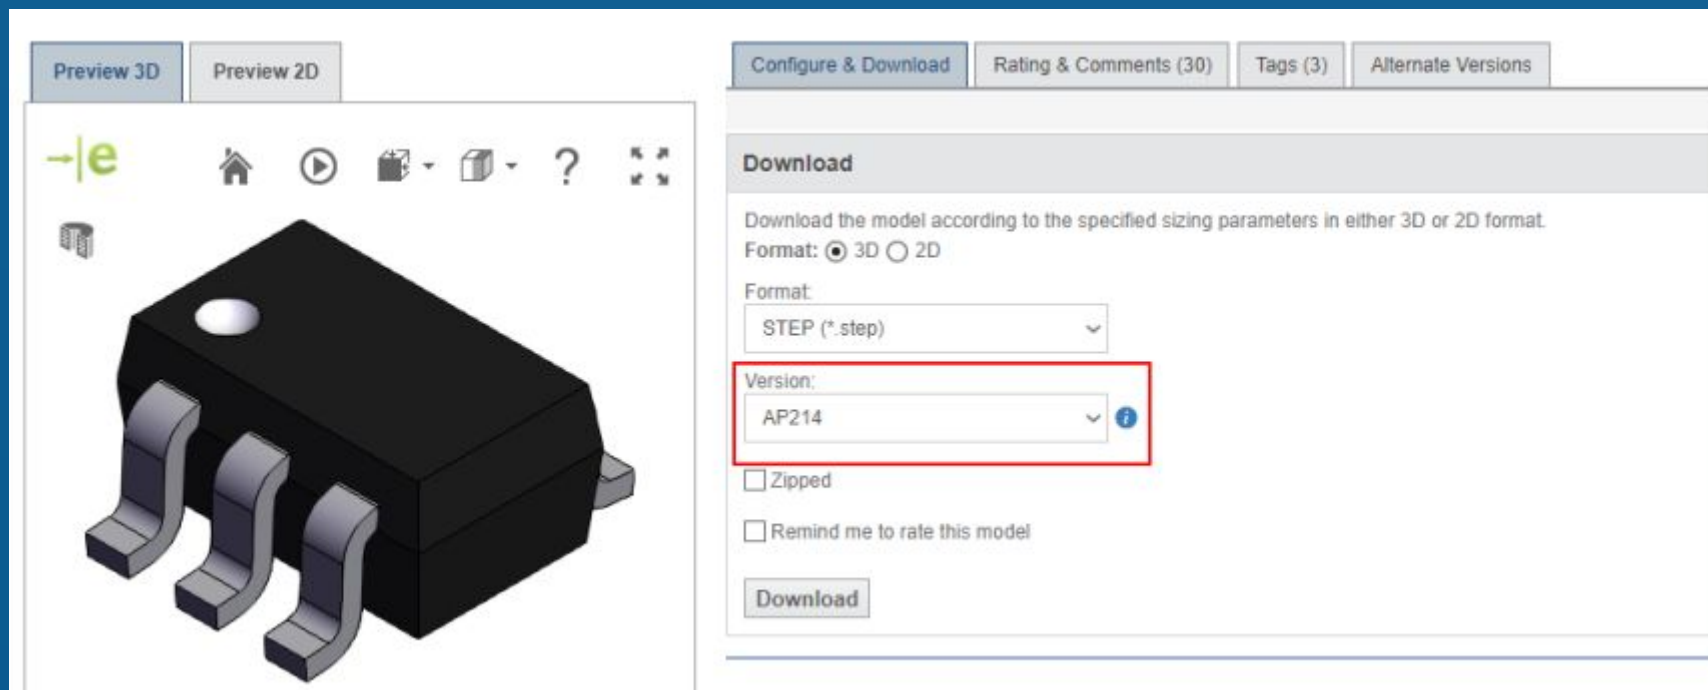 Preview 3D
Preview 2D
e
?
Configure & Download
Rating & Comments (30)
Tags (3)
Alternate Versions
Download
Download the model according to the specified sizing parameters in either 3D or 2D format.
Format: 3D 2D
Format:
STEP (*.step)
Version:
AP214
i
Zipped
Remind me to rate this model
Download